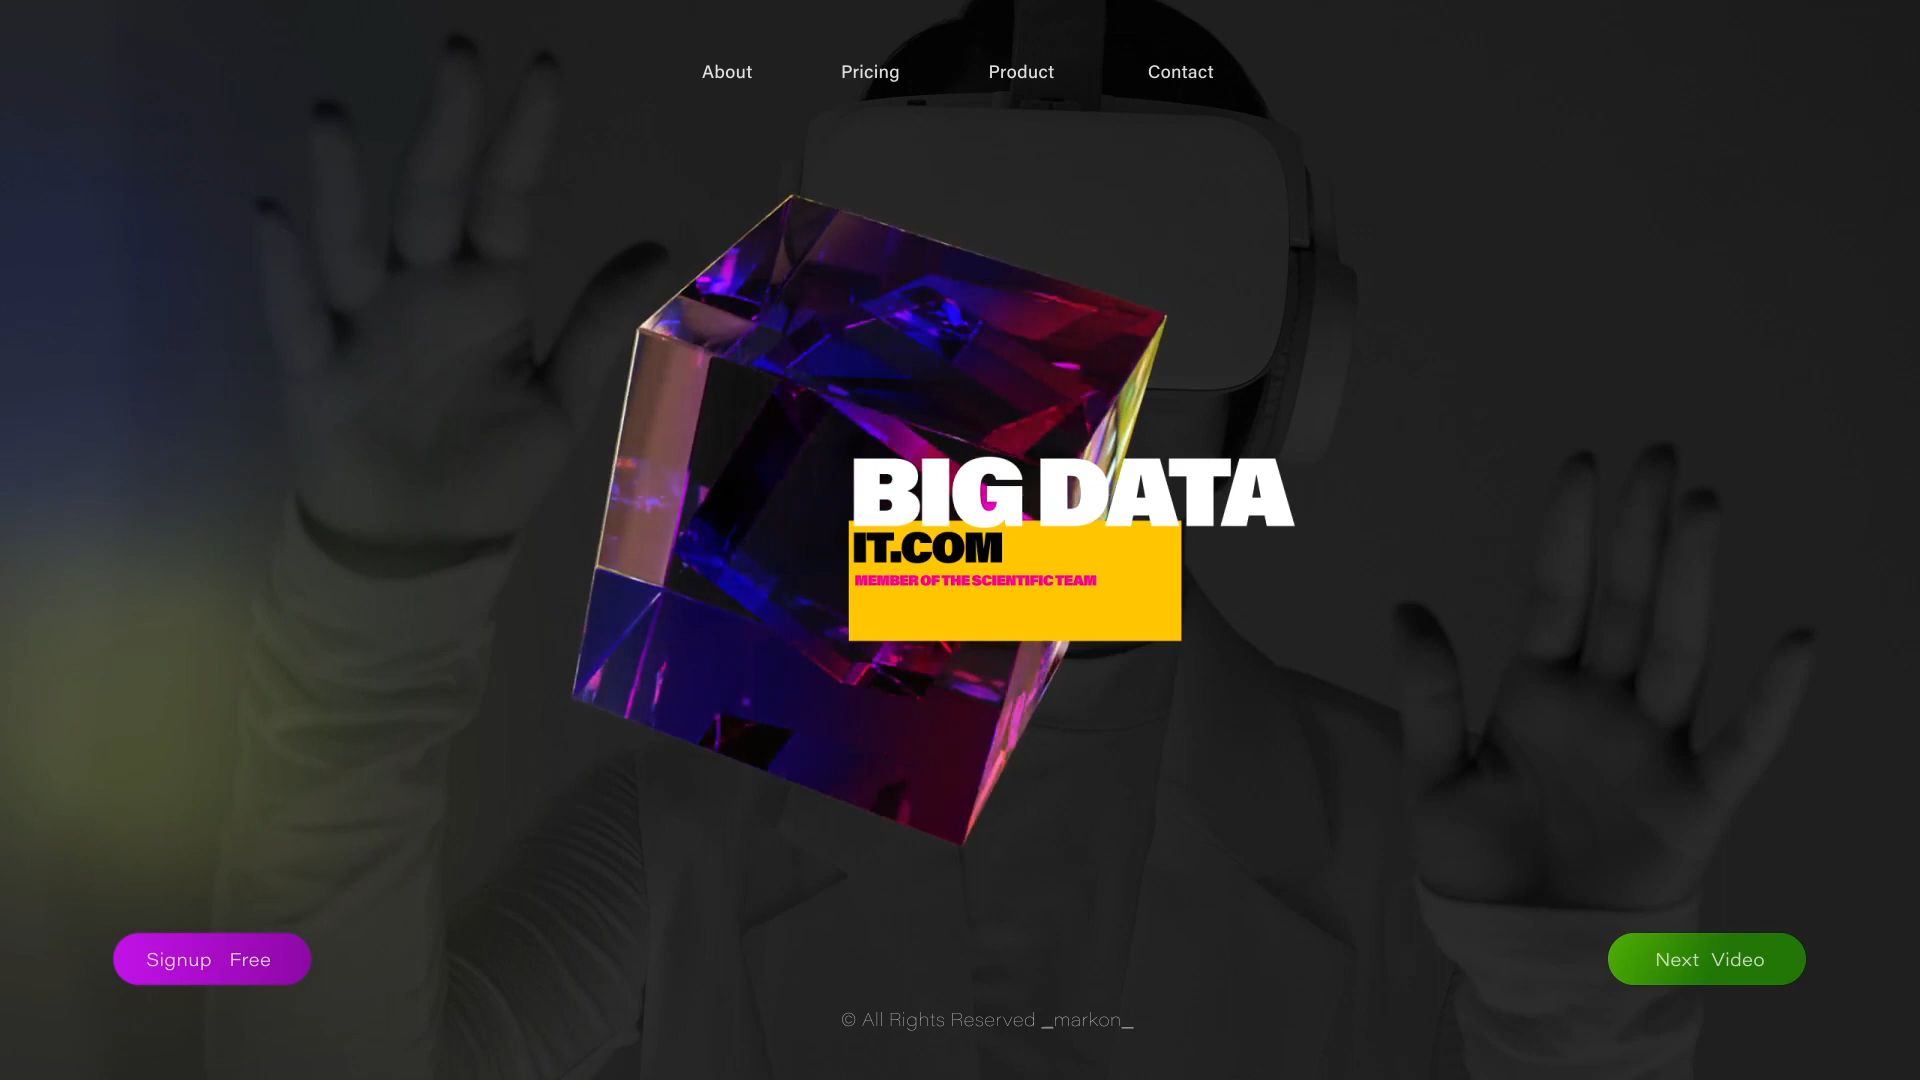 About Pricing Product Contact
BIG DATA
IT.COM
MEMBER OF THE SCIENTIFIC TEAM
Signup Free
Next Video
© All Rights Reserved _markon_